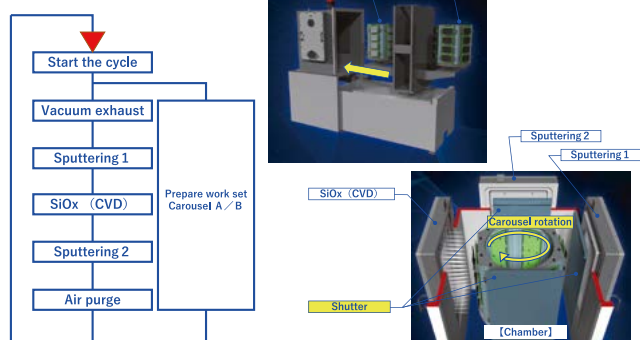 Start the cycle
Vacuum exhaust
Sputtering 1
SiOx （CVD）
Sputtering 2
Air purge
Prepare work set
Carousel A／B
Sputtering 2
Sputtering 1
SiOx（CVD）
Carousel rotation
Shutter
【Chamber】